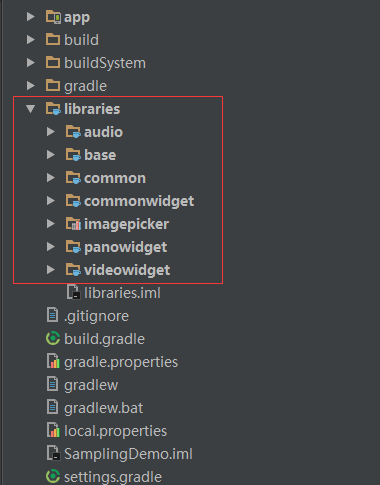 app
build
buildSystem
gradle
libraries
audio
base
common
commonwidget
imagepicker
panowidget
videowidget
libraries.iml
.gitignore
build.gradle
gradle.properties
gradlew
gradlew.bat
local.properties
SamplingDemo.iml
settings.gradle